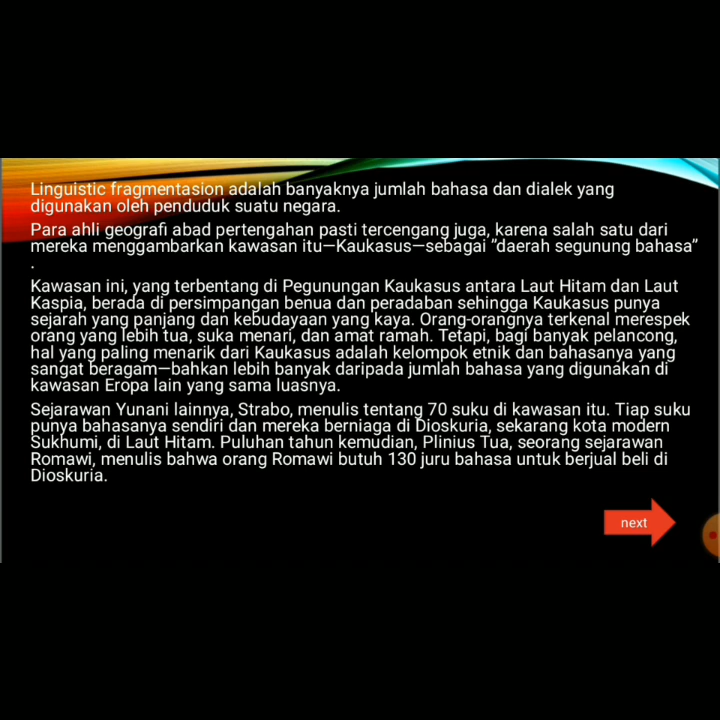 Linguistic fragmentasion adalah banyaknya jumlah bahasa dan dialek yang
digunakan oleh penduduk suatu negara.
Para ahli geografi abad pertengahan pasti tercengang juga, karena salah satu dari
mereka menggambarkan kawasan itu—Kaukasus—sebagai ”daerah segunung bahasa”
.
Kawasan ini, yang terbentang di Pegunungan Kaukasus antara Laut Hitam dan Laut
Kaspia, berada di persimpangan benua dan peradaban sehingga Kaukasus punya
sejarah yang panjang dan kebudayaan yang kaya. Orang-orangnya terkenal merespek
orang yang lebih tua, suka menari, dan amat ramah. Tetapi, bagi banyak pelancong,
hal yang paling menarik dari Kaukasus adalah kelompok etnik dan bahasanya yang
sangat beragam—bahkan lebih banyak daripada jumlah bahasa yang digunakan di
kawasan Eropa lain yang sama luasnya.
Sejarawan Yunani lainnya, Strabo, menulis tentang 70 suku di kawasan itu. Tiap suku
punya bahasanya sendiri dan mereka berniaga di Dioskuria, sekarang kota modern
Sukhumi, di Laut Hitam. Puluhan tahun kemudian, Plinius Tua, seorang sejarawan
Romawi, menulis bahwa orang Romawi butuh 130 juru bahasa untuk berjual beli di
Dioskuria.
next